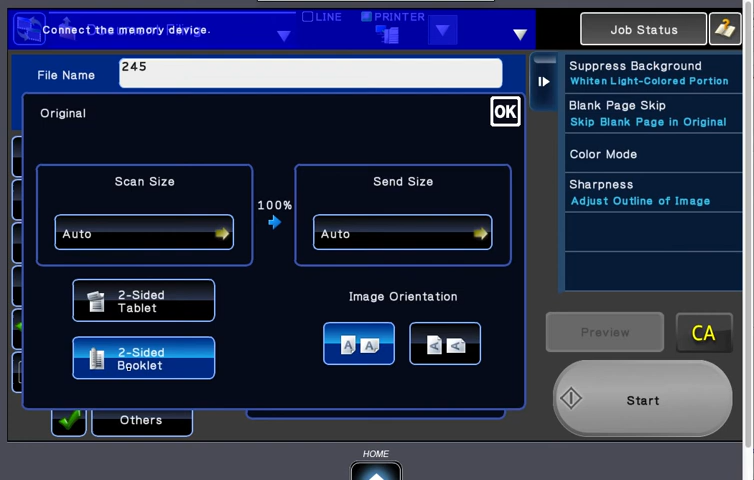 LINE
PRINTER
Connect the memory device.
Job Status
File Name
245
Original
OK
Suppress Background
Whiten Light-Colored Portion
Blank Page Skip
Skip Blank Page in Original
Color Mode
Sharpness
Adjust Outline of Image
Scan Size
Auto
100%
Send Size
Auto
2-Sided
Tablet
2-Sided
Booklet
Image Orientation
A A
A A
Preview
CA
Start
Others
HOME